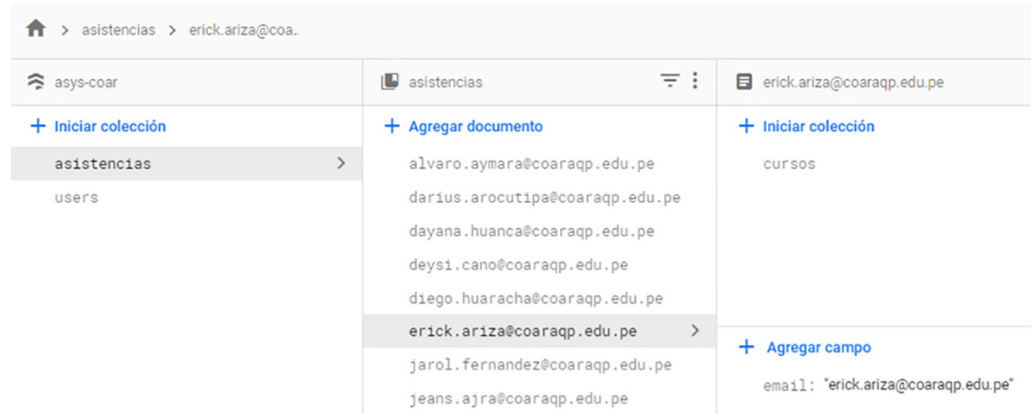 asistencias > erick.ariza@coa..
asys-coar
+ Iniciar colección
asistencias >
users
asistencias
+ Agregar documento
alvaro.aymara@coaraqp.edu.pe
darius.arocutipa@coaraqp.edu.pe
dayana.huanca@coaraqp.edu.pe
deysi.cano@coaraqp.edu.pe
diego.huaracha@coaraqp.edu.pe
erick.ariza@coaraqp.edu.pe >
jarol.fernandez@coaraqp.edu.pe
jeans.ajra@coaraqp.edu.pe
erick.ariza@coaraqp.edu.pe
+ Iniciar colección
cursos
+ Agregar campo
email: "erick.ariza@coaraqp.edu.pe"